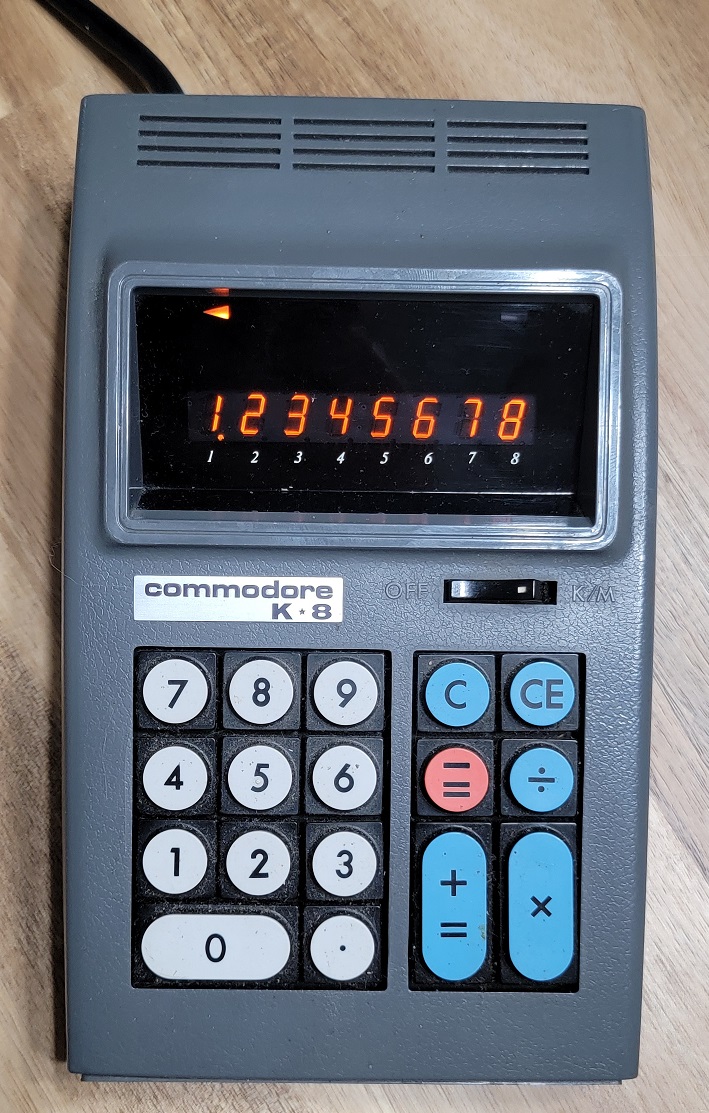 1.2345678
1 2 3 4 5 6 7 8
commodore
K★8
OFF
K/M
7 8 9 C CE
4 5 6 − = ÷
1 2 3 + = ×
0 .